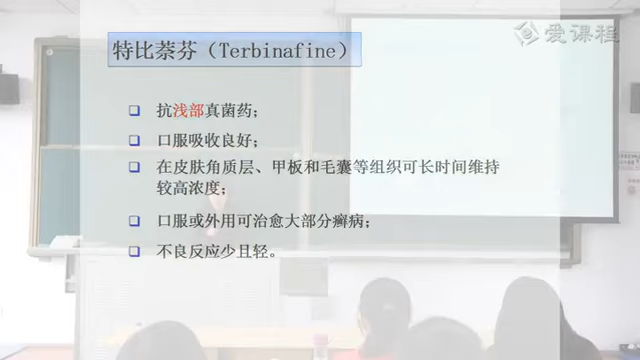 爱课程
特比萘芬（Terbinafine）
抗浅部真菌药；
口服吸收良好；
在皮肤角质层、甲板和毛囊等组织可长时间维持
较高浓度；
口服或外用可治愈大部分癣病；
不良反应少且轻。